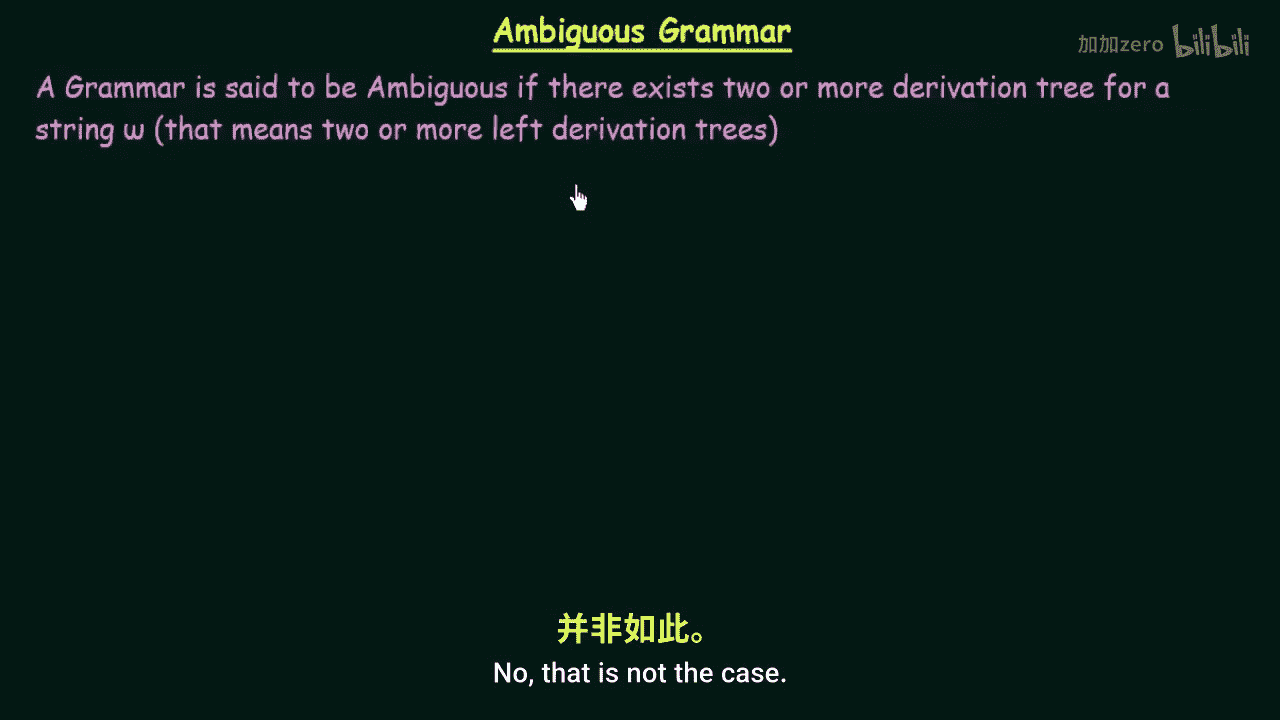 Ambiguous Grammar
加加zero bilibili
A Grammar is said to be Ambiguous if there exists two or more derivation tree for a
string ω (that means two or more left derivation trees)
并非如此。
No, that is not the case.